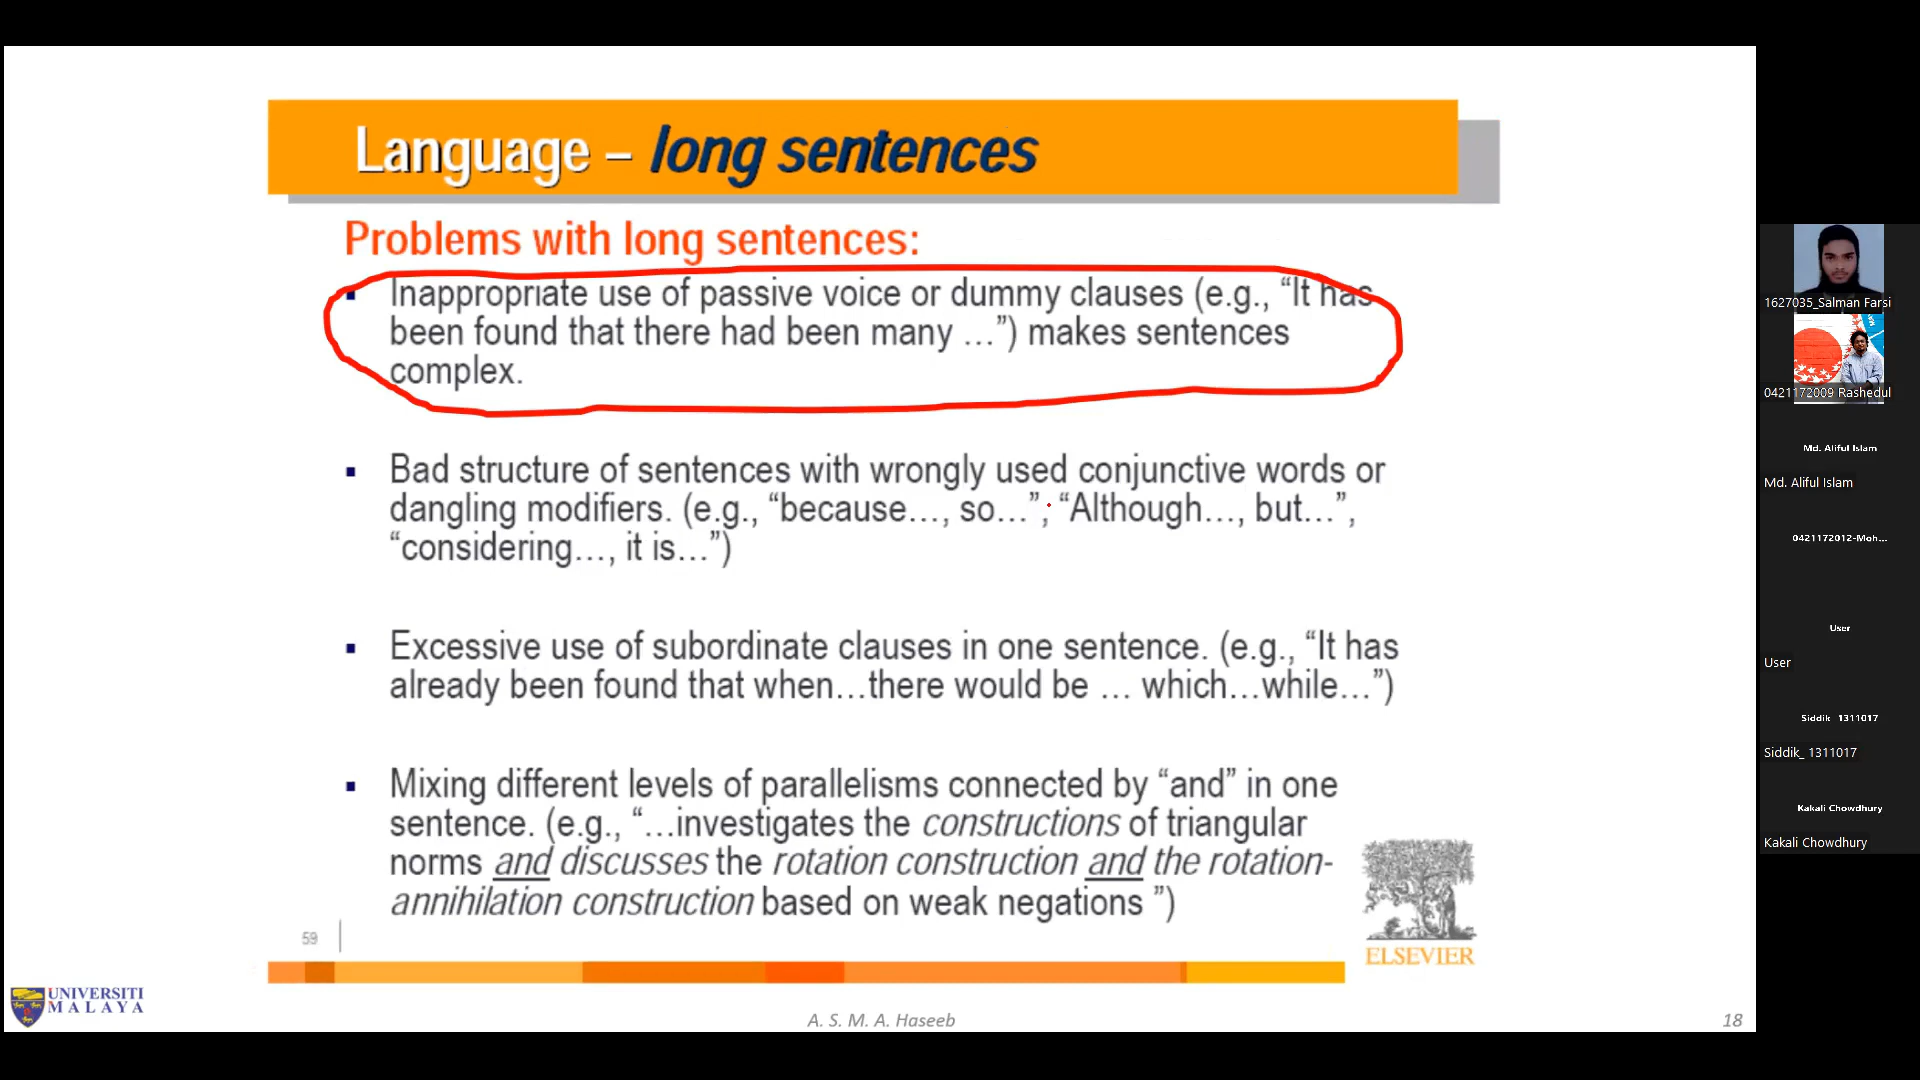 Language – long sentences
Problems with long sentences:
▪ Inappropriate use of passive voice or dummy clauses (e.g., “It has
been found that there had been many …”) makes sentences
complex.
▪ Bad structure of sentences with wrongly used conjunctive words or
dangling modifiers. (e.g., “because…, so…”, “Although…, but…”,
“considering…, it is…”)
▪ Excessive use of subordinate clauses in one sentence. (e.g., “It has
already been found that when…there would be … which…while…”)
▪ Mixing different levels of parallelisms connected by “and” in one
sentence. (e.g., “…investigates the constructions of triangular
norms and discusses the rotation construction and the rotation-
annihilation construction based on weak negations ”)
59
ELSEVIER
UNIVERSITI
MALAYA
A. S. M. A. Haseeb
18
1627035_Salman Farsi
0421172009 Rashedul
Md. Aliful Islam
Md. Aliful Islam
0421172012-Moh...
User
User
Siddik_ 1311017
Siddik_ 1311017
Kakali Chowdhury
Kakali Chowdhury